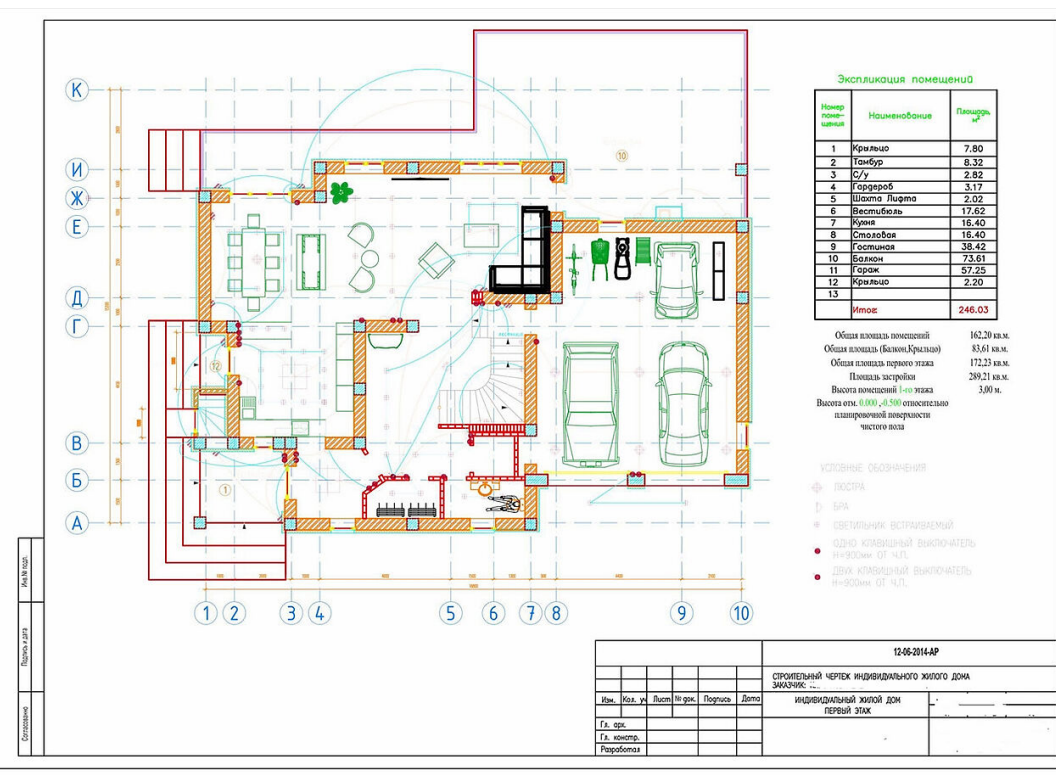 К
И
Ж
Е
Д
Г
В
Б
А
1 2 3 4 5 6 7 8 9 10
10
12
1
Экспликация помещений
Номер поме- щения Наименование Площадь, м²
1 Крыльцо 7.80
2 Тамбур 8.32
3 С/у 2.82
4 Гардероб 3.17
5 Шахта Лифта 2.02
6 Вестибюль 17.62
7 Кухня 16.40
8 Столовая 16.40
9 Гостиная 38.42
10 Балкон 73.61
11 Гараж 57.25
12 Крыльцо 2.20
13
Итог: 246.03
Общая площадь помещений 162,20 кв.м.
Общая площадь (Балкон,Крыльцо) 83,61 кв.м.
Общая площадь первого этажа 172,23 кв.м.
Площадь застройки 289,21 кв.м.
Высота помещений 1-го этажа 3,00 м.
Высота отм. 0.000 -0.500 относительно
планировочной поверхности
чистого пола
УСЛОВНЫЕ ОБОЗНАЧЕНИЯ
ЛЮСТРА
БРА
СВЕТИЛЬНИК ВСТРАИВАЕМЫЙ
ОДНО КЛАВИШНЫЙ ВЫКЛЮЧАТЕЛЬ
Н=900мм ОТ Ч.П.
ДВУХ КЛАВИШНЫЙ ВЫКЛЮЧАТЕЛЬ
Н=900мм ОТ Ч.П.
Инв.№ подл.
Подпись и дата
Согласовано
12-06-2014-АР
СТРОИТЕЛЬНЫЙ ЧЕРТЕЖ ИНДИВИДУАЛЬНОГО ЖИЛОГО ДОМА
ЗАКАЗЧИК:
Изм. Кол. уч Лист № док. Подпись Дата
ИНДИВИДУАЛЬНЫЙ ЖИЛОЙ ДОМ
ПЕРВЫЙ ЭТАЖ
Гл. арх.
Гл. констр.
Разработал